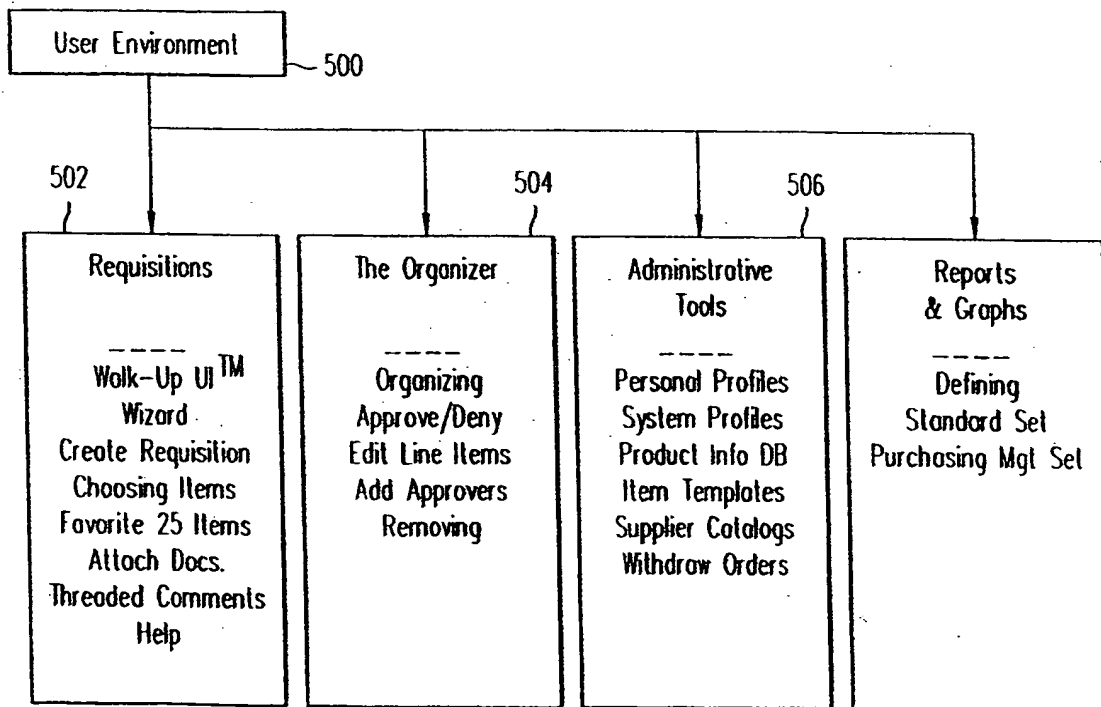 User Environment
500
502
504
506
Requisitions
Walk-Up UI™
Wizard
Create Requisition
Choosing Items
Favorite 25 Items
Attach Docs.
Threaded Comments
Help
The Organizer
Organizing
Approve/Deny
Edit Line Items
Add Approvers
Removing
Administrative
Tools
Personal Profiles
System Profiles
Product Info DB
Item Templates
Supplier Catalogs
Withdraw Orders
Reports
& Graphs
Defining
Standard Set
Purchasing Mgt Set